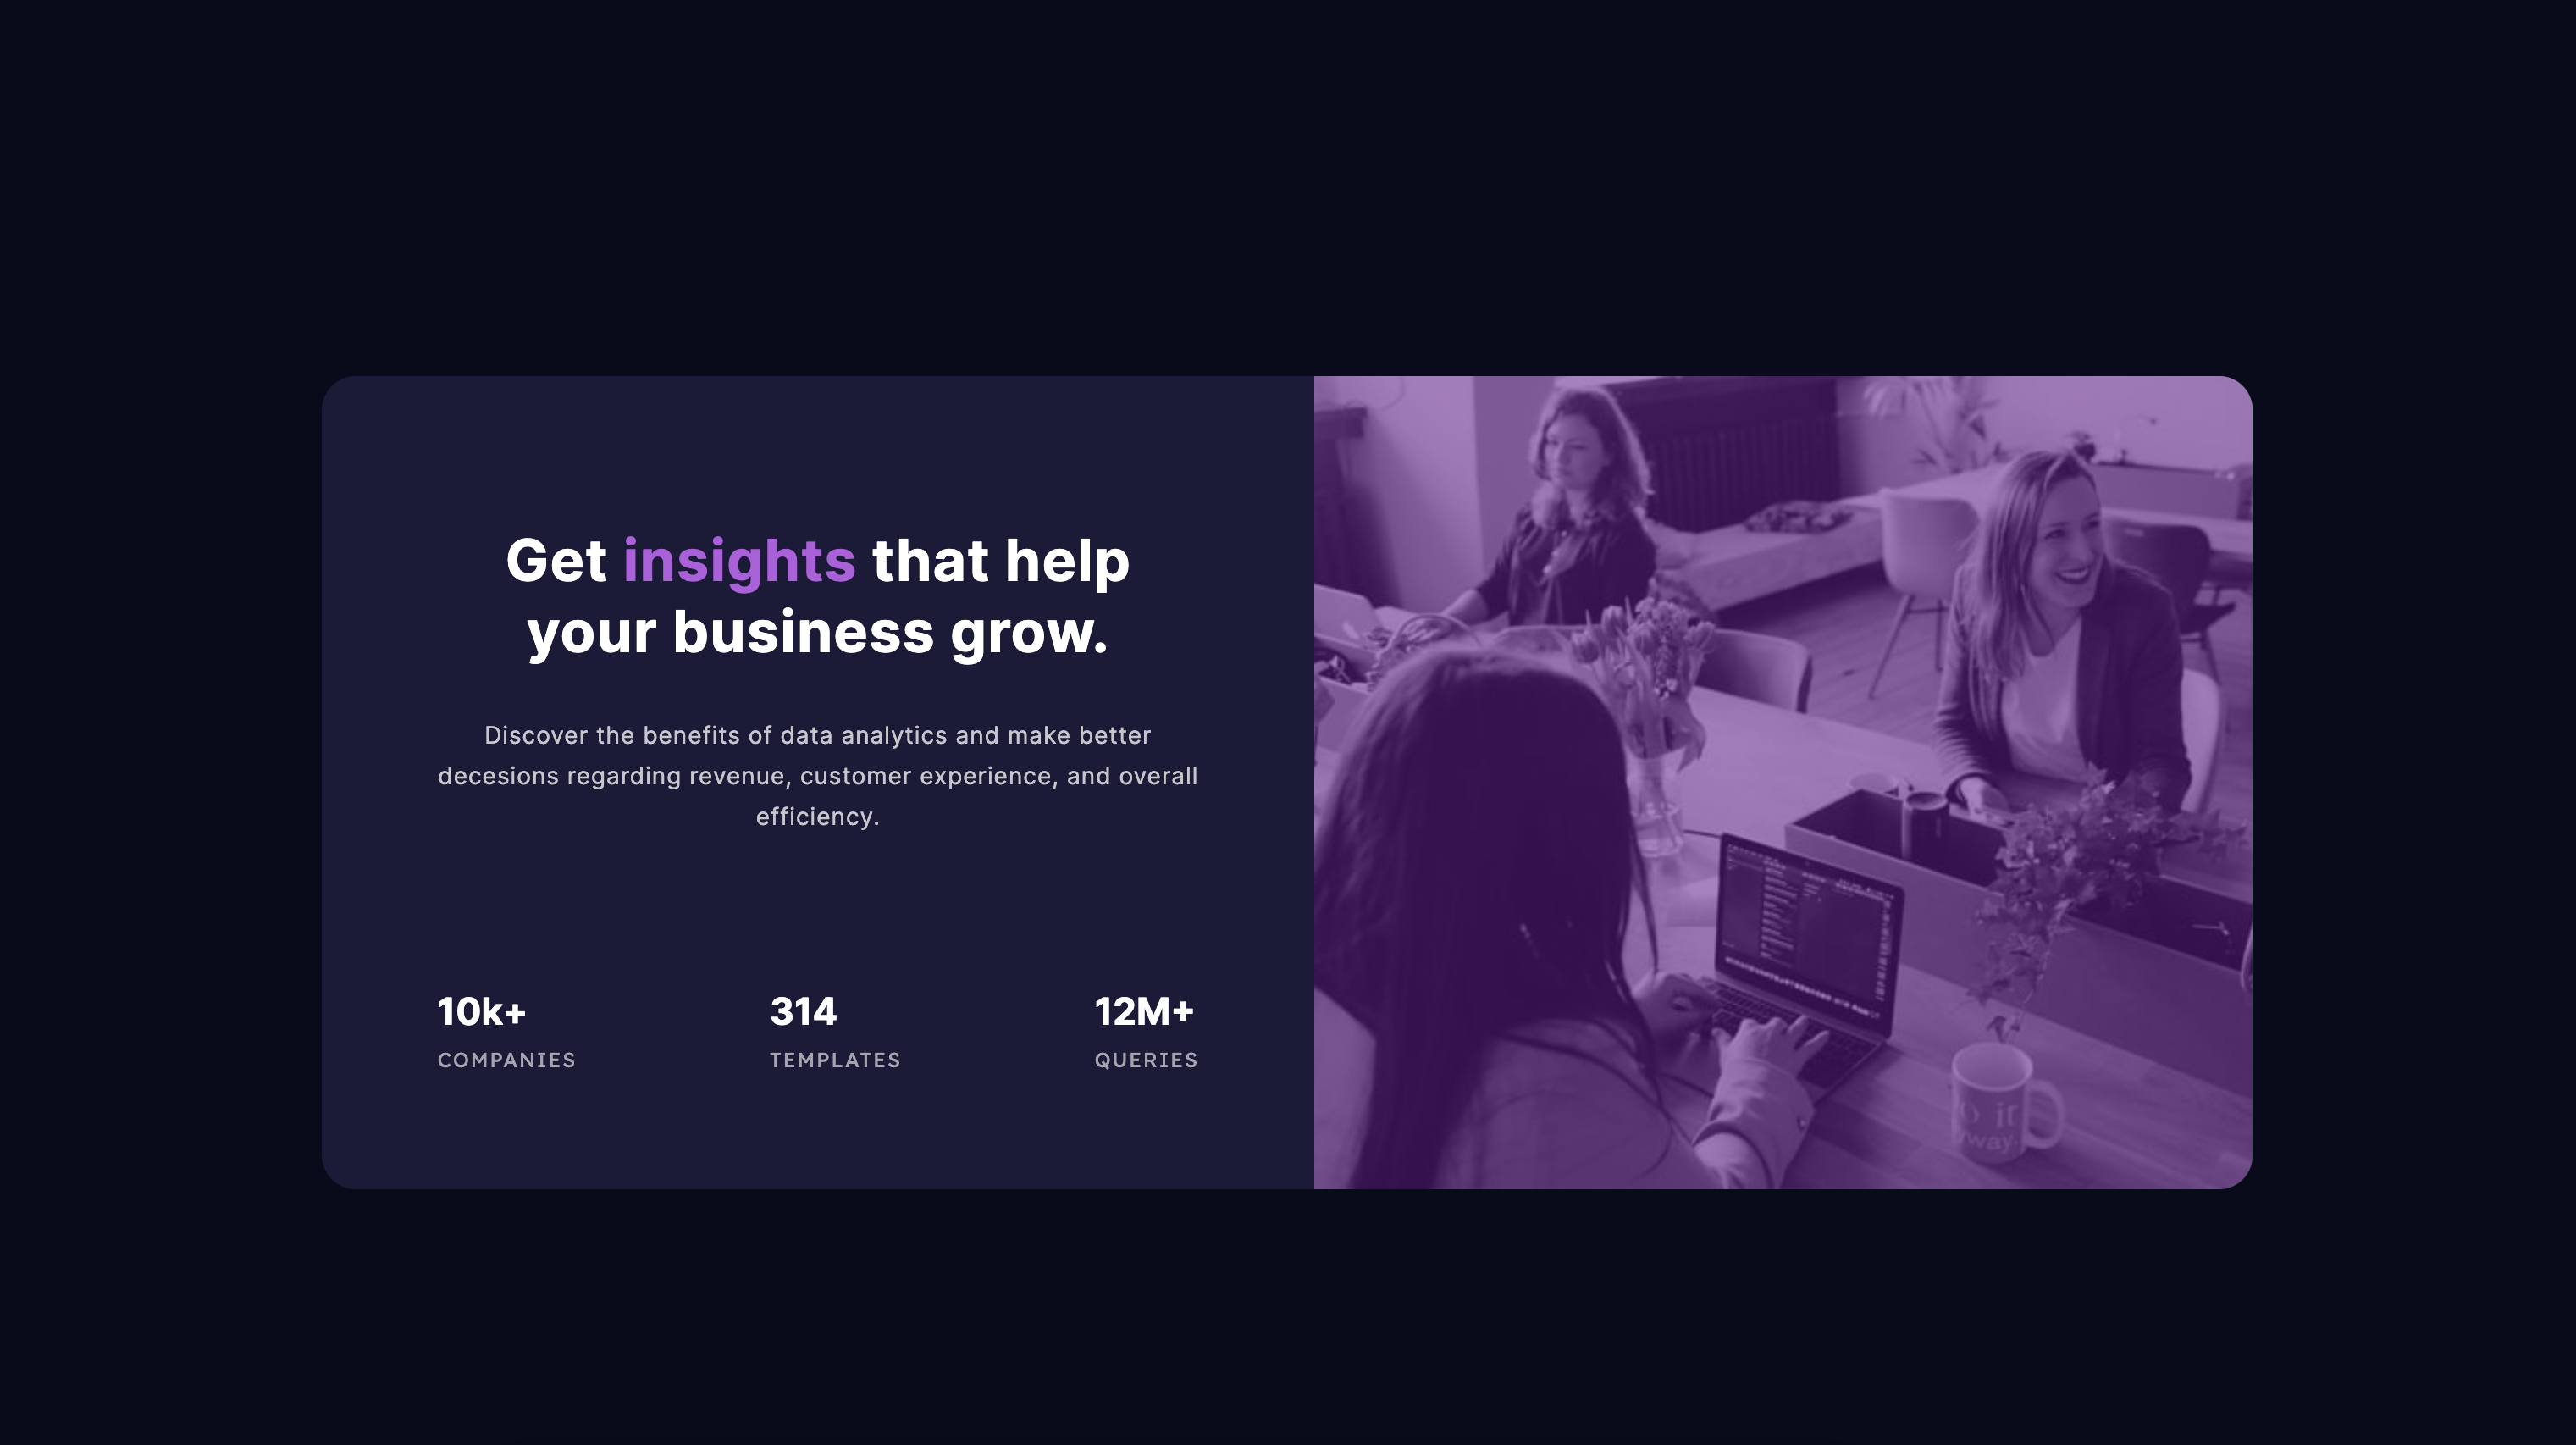 Get insights that help
your business grow.
Discover the benefits of data analytics and make better
decesions regarding revenue, customer experience, and overall
efficiency.
10k+
314
12M+
COMPANIES
TEMPLATES
QUERIES